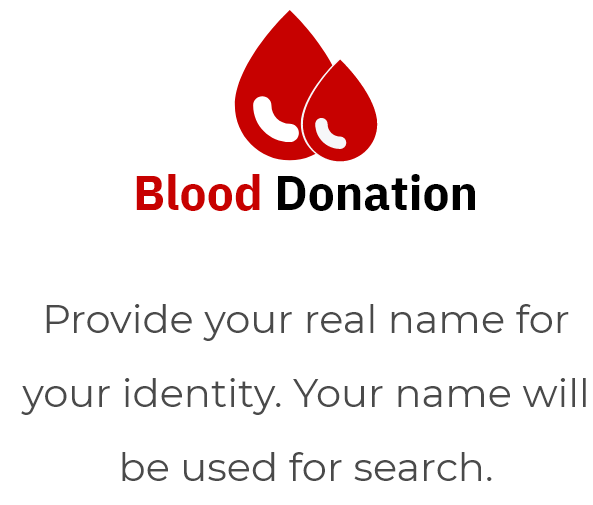 Blood Donation
Provide your real name for
your identity. Your name will
be used for search.